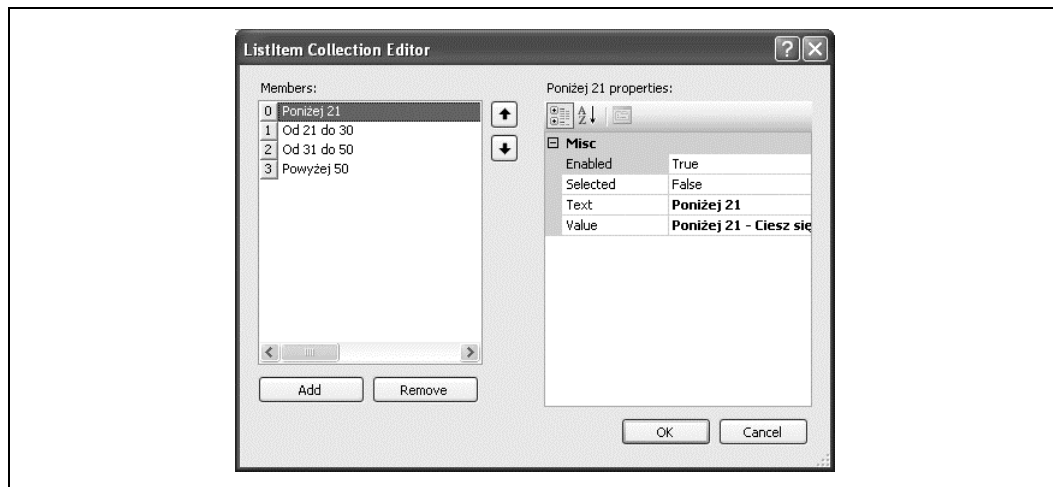 ListItem Collection Editor
Members:
0 Poniżej 21
1 Od 21 do 30
2 Od 31 do 50
3 Powyżej 50
Add
Remove
Poniżej 21 properties:
Misc
Enabled True
Selected False
Text Poniżej 21
Value Poniżej 21 - Ciesz się
OK
Cancel